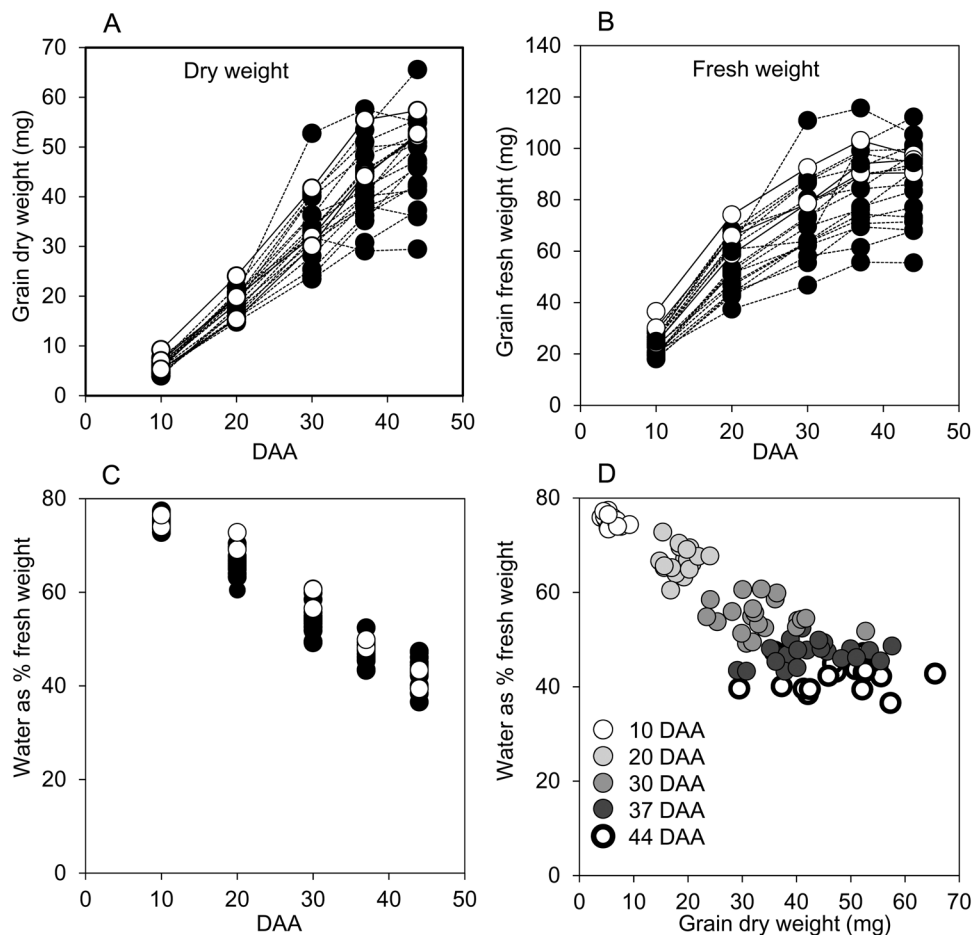 A
Dry weight
Grain dry weight (mg)
70
60
50
40
30
20
10
0
0 10 20 30 40 50
DAA
B
Fresh weight
Grain fresh weight (mg)
140
120
100
80
60
40
20
0
0 10 20 30 40 50
DAA
C
Water as % fresh weight
80
60
40
20
0
0 10 20 30 40 50
DAA
D
Water as % fresh weight
80
60
40
20
0
10 DAA
20 DAA
30 DAA
37 DAA
44 DAA
0 10 20 30 40 50 60 70
Grain dry weight (mg)